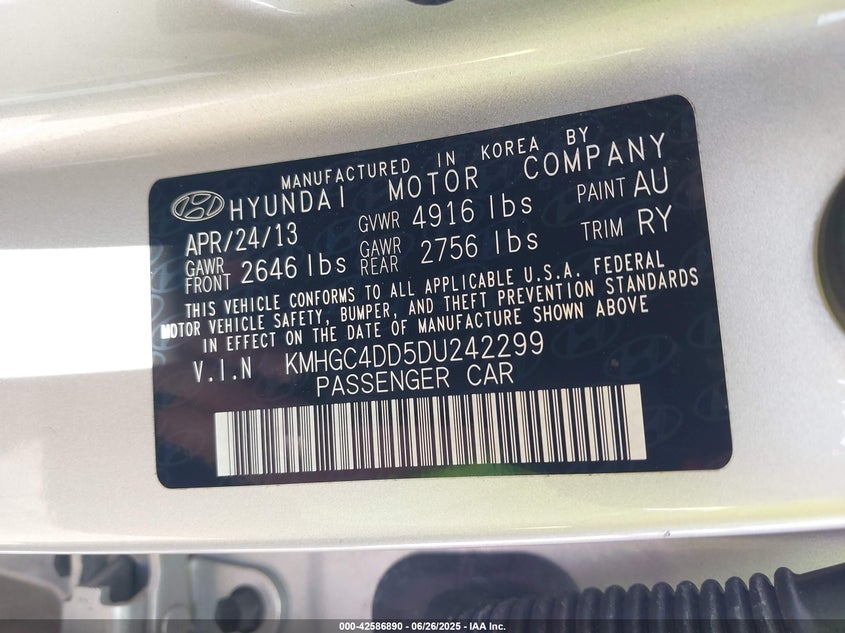 MANUFACTURED IN KOREA BY
HYUNDAI MOTOR COMPANY
APR/24/13 GVWR 4916 lbs PAINT AU
GAWR FRONT 2646 lbs GAWR REAR 2756 lbs TRIM RY
THIS VEHICLE CONFORMS TO ALL APPLICABLE U.S.A. FEDERAL
MOTOR VEHICLE SAFETY, BUMPER, AND THEFT PREVENTION STANDARDS
IN EFFECT ON THE DATE OF MANUFACTURE SHOWN ABOVE
V.I.N KMHGC4DD5DU242299
PASSENGER CAR
000-42586890 - 06/26/2025 - IAA Inc.